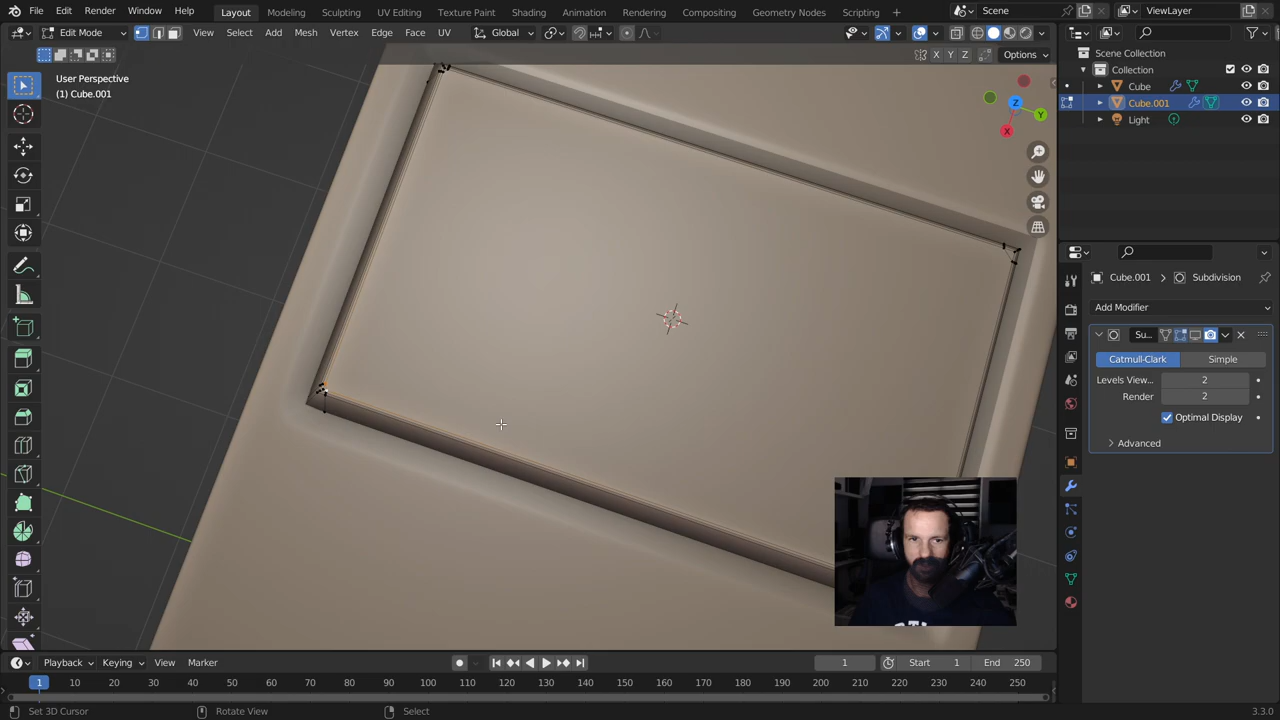 File Edit Render Window Help Layout Modeling Sculpting UV Editing Texture Paint Shading Animation Rendering Compositing Geometry Nodes Scripting Scene ViewLayer
Edit Mode View Select Add Mesh Vertex Edge Face UV Global
X Y Z Options
User Perspective
(1) Cube.001
Z
Y
X
Scene Collection
Collection
Cube
Cube.001
Light
Cube.001 Subdivision
Add Modifier
Su...
Catmull-Clark Simple
Levels View... 2
Render 2
Optimal Display
Advanced
Playback Keying View Marker 1 Start 1 End 250
1 10 20 30 40 50 60 70 80 90 100 110 120 130 140 150 160 170 180 190 200 210 220 230 240 250
Set 3D Cursor Rotate View Select 3.3.0